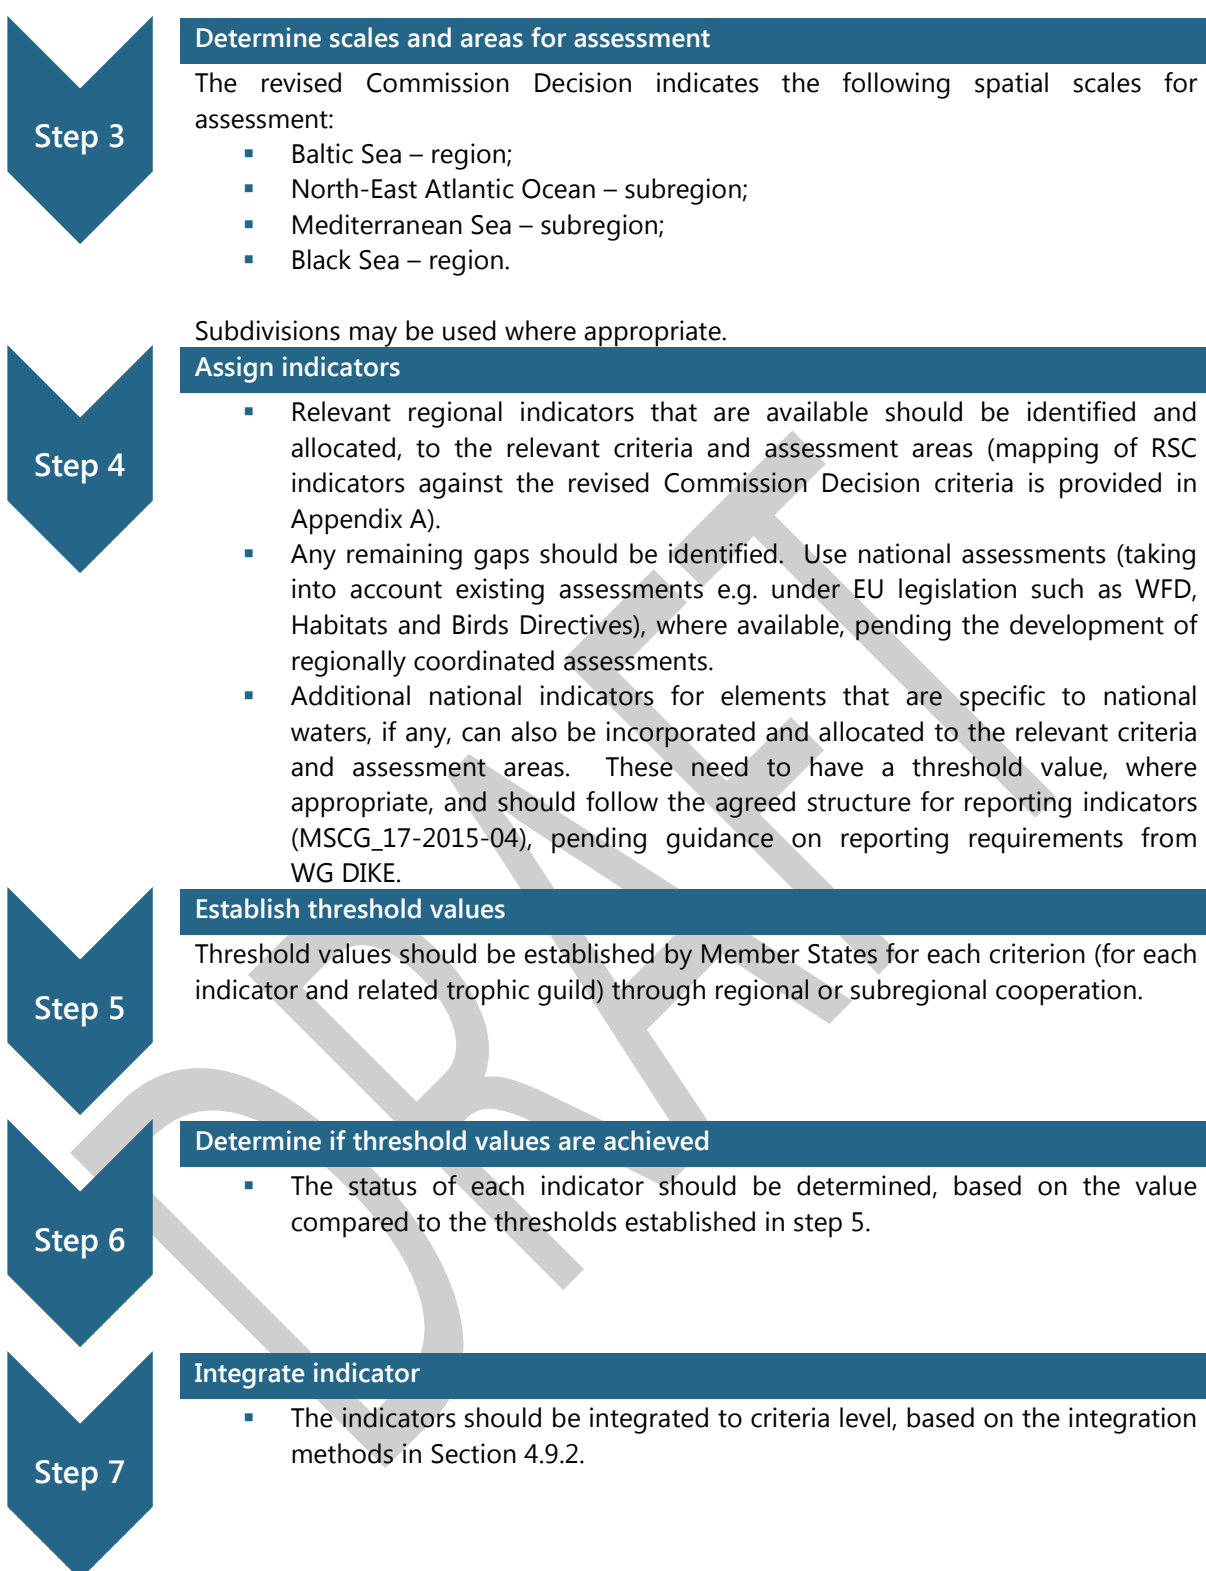 Determine scales and areas for assessment
The revised Commission Decision indicates the following spatial scales for
assessment:
Step 3
▪ Baltic Sea – region;
▪ North-East Atlantic Ocean – subregion;
▪ Mediterranean Sea – subregion;
▪ Black Sea – region.
Subdivisions may be used where appropriate.
Assign indicators
▪ Relevant regional indicators that are available should be identified and
allocated, to the relevant criteria and assessment areas (mapping of RSC
Step 4
indicators against the revised Commission Decision criteria is provided in
Appendix A).
▪ Any remaining gaps should be identified. Use national assessments (taking
into account existing assessments e.g. under EU legislation such as WFD,
Habitats and Birds Directives), where available, pending the development of
regionally coordinated assessments.
▪ Additional national indicators for elements that are specific to national
waters, if any, can also be incorporated and allocated to the relevant criteria
and assessment areas. These need to have a threshold value, where
appropriate, and should follow the agreed structure for reporting indicators
(MSCG_17-2015-04), pending guidance on reporting requirements from
WG DIKE.
Establish threshold values
Threshold values should be established by Member States for each criterion (for each
indicator and related trophic guild) through regional or subregional cooperation.
Step 5
Determine if threshold values are achieved
▪ The status of each indicator should be determined, based on the value
compared to the thresholds established in step 5.
Step 6
Integrate indicator
▪ The indicators should be integrated to criteria level, based on the integration
methods in Section 4.9.2.
Step 7
DRAFT